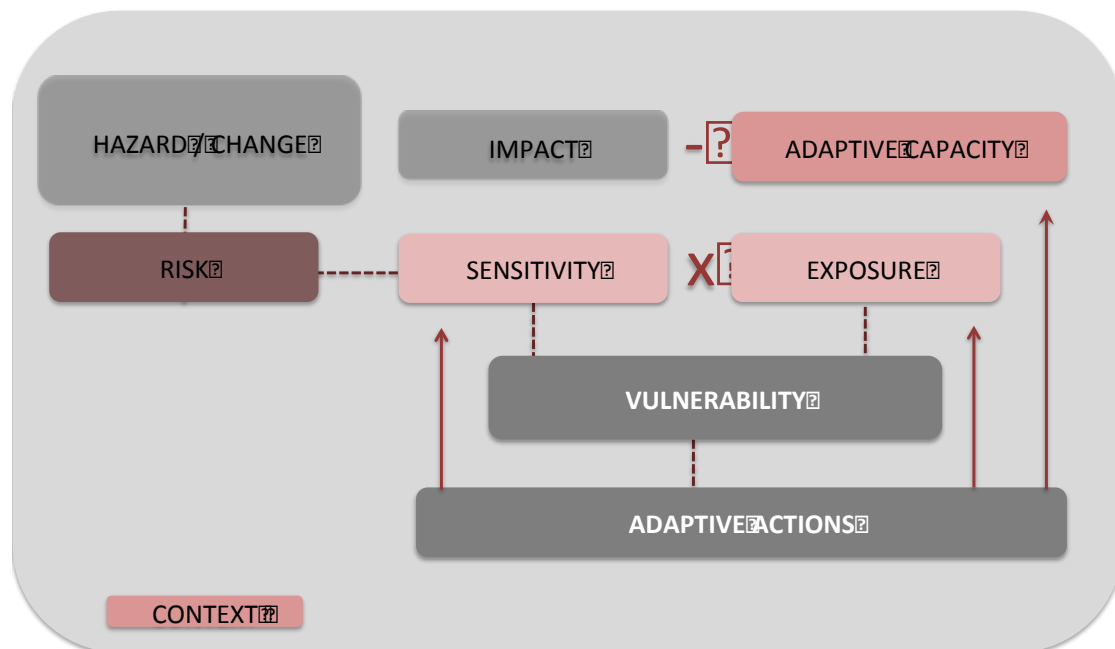 HAZARD / CHANGE
IMPACT
-
ADAPTIVE CAPACITY
RISK
SENSITIVITY
X
EXPOSURE
VULNERABILITY
ADAPTIVE ACTIONS
CONTEXT